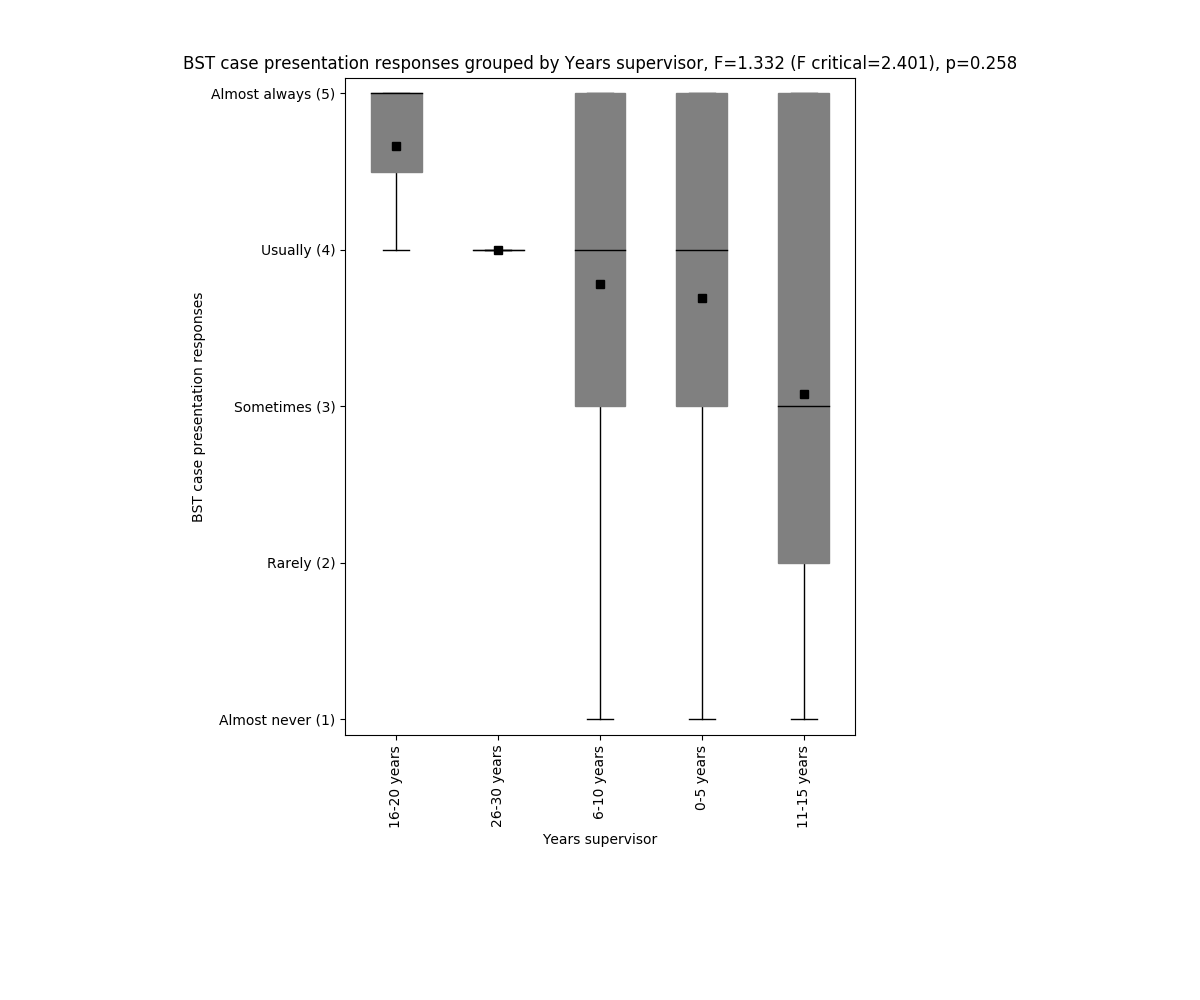 BST case presentation responses grouped by Years supervisor, F=1.332 (F critical=2.401), p=0.258
Almost always (5)
Usually (4)
Sometimes (3)
Rarely (2)
Almost never (1)
BST case presentation responses
16-20 years
26-30 years
6-10 years
0-5 years
11-15 years
Years supervisor